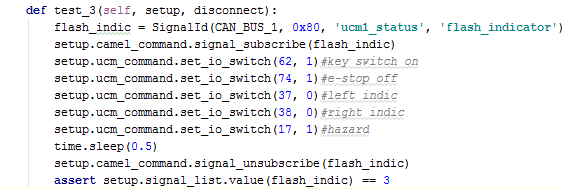 def test_3(self, setup, disconnect):
flash_indic = SignalId(CAN_BUS_1, 0x80, 'ucm1_status', 'flash_indicator')
setup.camel_command.signal_subscribe(flash_indic)
setup.ucm_command.set_io_switch(62, 1)#key switch on
setup.ucm_command.set_io_switch(74, 1)#e-stop off
setup.ucm_command.set_io_switch(37, 0)#left indic
setup.ucm_command.set_io_switch(38, 0)#right indic
setup.ucm_command.set_io_switch(17, 1)#hazard
time.sleep(0.5)
setup.camel_command.signal_unsubscribe(flash_indic)
assert setup.signal_list.value(flash_indic) == 3